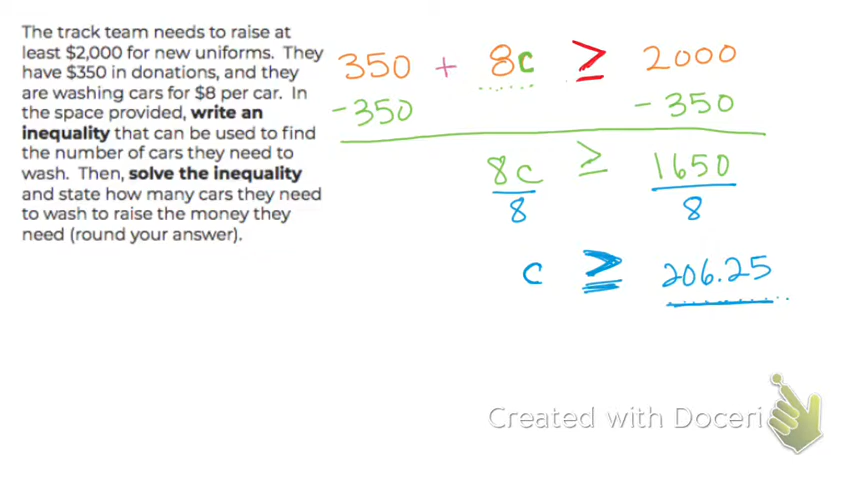 The track team needs to raise at
least $2,000 for new uniforms. They
have $350 in donations, and they
are washing cars for $8 per car. In
the space provided, write an
inequality that can be used to find
the number of cars they need to
wash. Then, solve the inequality
and state how many cars they need
to wash to raise the money they
need (round your answer).
350 + 8c ≥ 2000
-350 -350
8c ≥ 1650
8 8
c ≥ 206.25
Created with Doceri